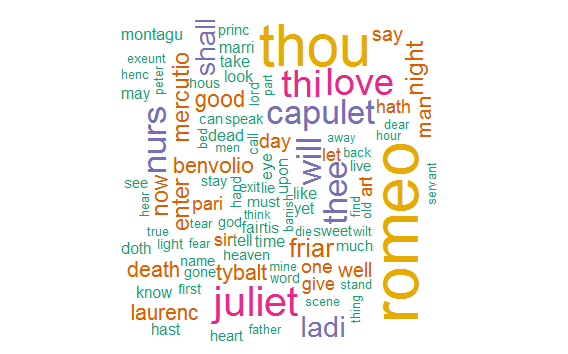 montagu
princ
thou
say
exeunt
marri
shall
peter
take
mercutio
henc
hous
look
lord
part
thi
love
night
may
good
capulet
hath
man
can
speak
nurs
bed
dead
men
call
day
will
let
away
back
dear
hour
benvolio
eye
upon
thee
live
art
romeo
see
now
stay
hand
exit
lie
like
must
yet
find
old
servant
hear
enter
pari
think
banish
true
tear
god
fair
tis
die
sweet
wilt
doth
light
fear
sir
tell
time
friar
much
name
heaven
death
gone
tybalt
mine
word
one
well
give
stand
know
first
juliet
scene
thing
laurenc
ladi
hast
heart
father